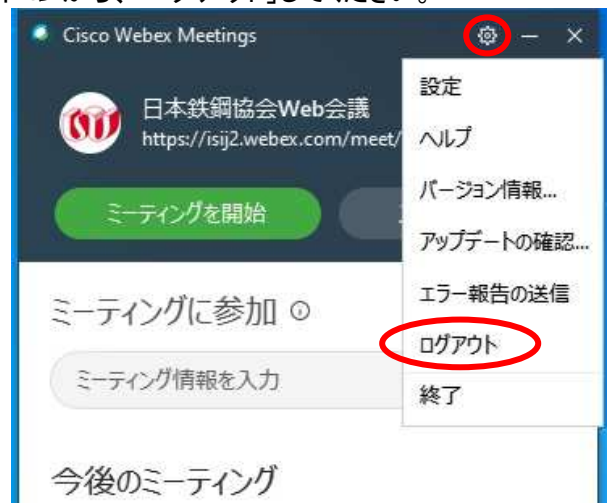 Cisco Webex Meetings
日本鉄鋼協会Web会議
https://isij2.webex.com/meet/
ミーティングを開始
ミーティングに参加
ミーティング情報を入力
今後のミーティング
設定
ヘルプ
バージョン情報...
アップデートの確認...
エラー報告の送信
ログアウト
終了